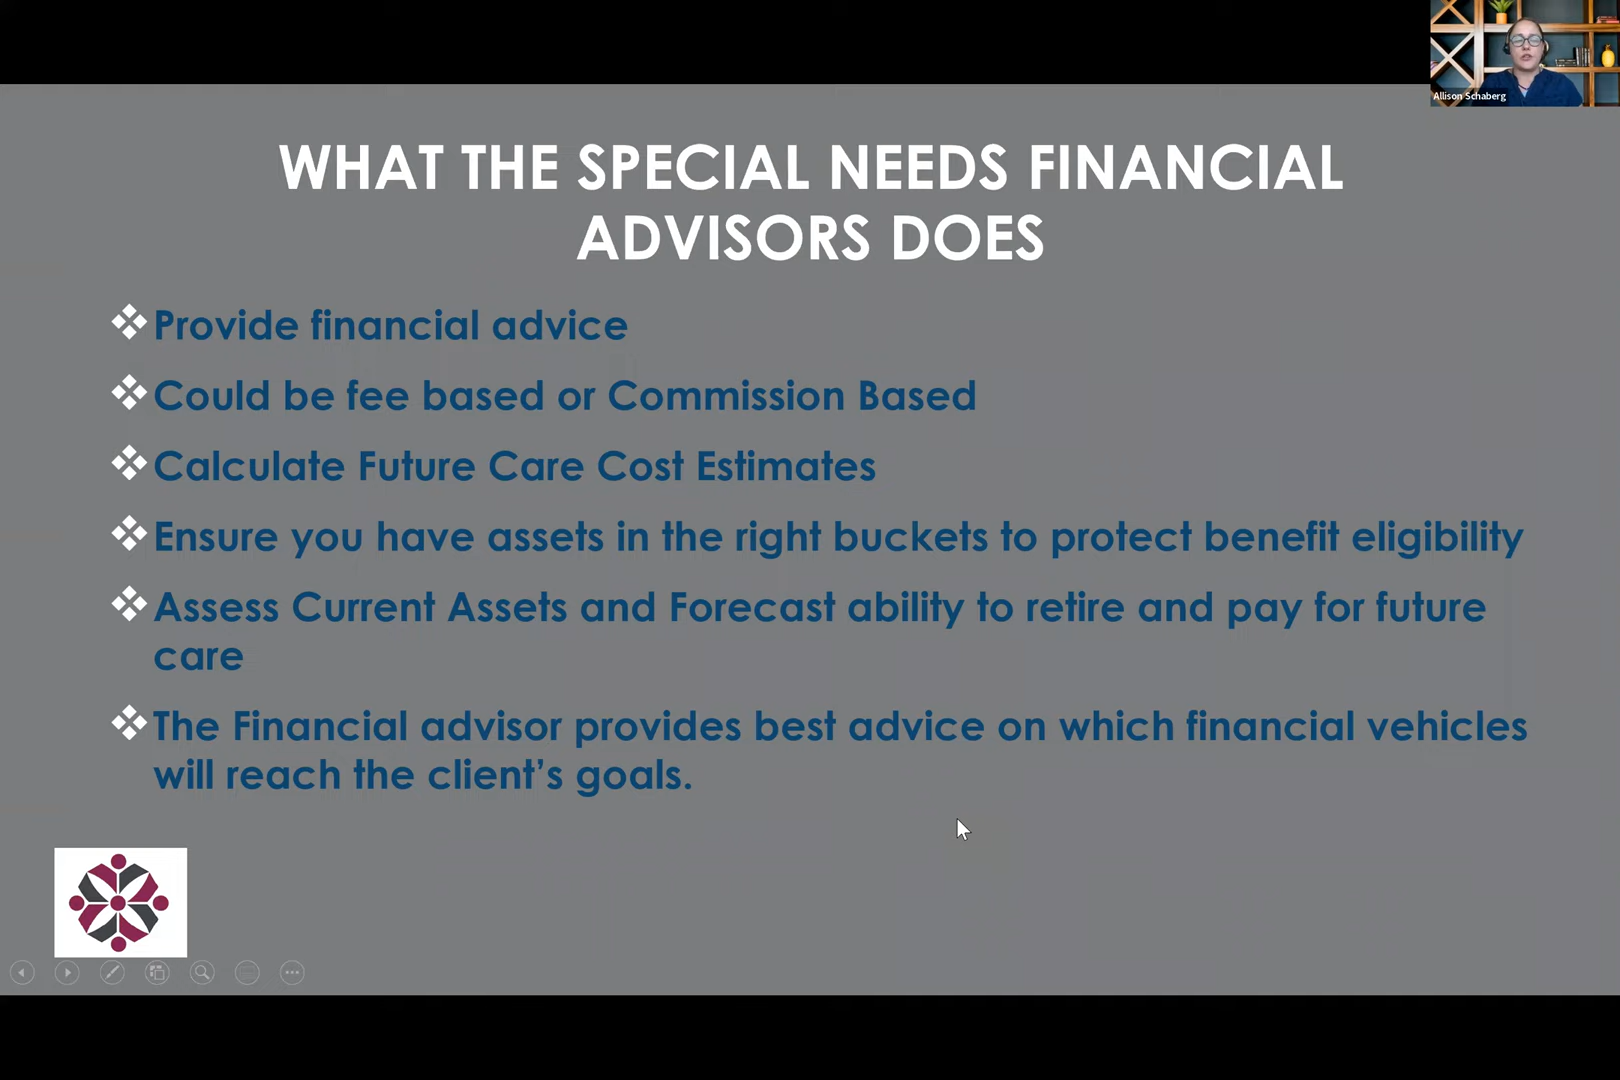 Allison Schaberg
WHAT THE SPECIAL NEEDS FINANCIAL
ADVISORS DOES
Provide financial advice
Could be fee based or Commission Based
Calculate Future Care Cost Estimates
Ensure you have assets in the right buckets to protect benefit eligibility
Assess Current Assets and Forecast ability to retire and pay for future
care
The Financial advisor provides best advice on which financial vehicles
will reach the client’s goals.